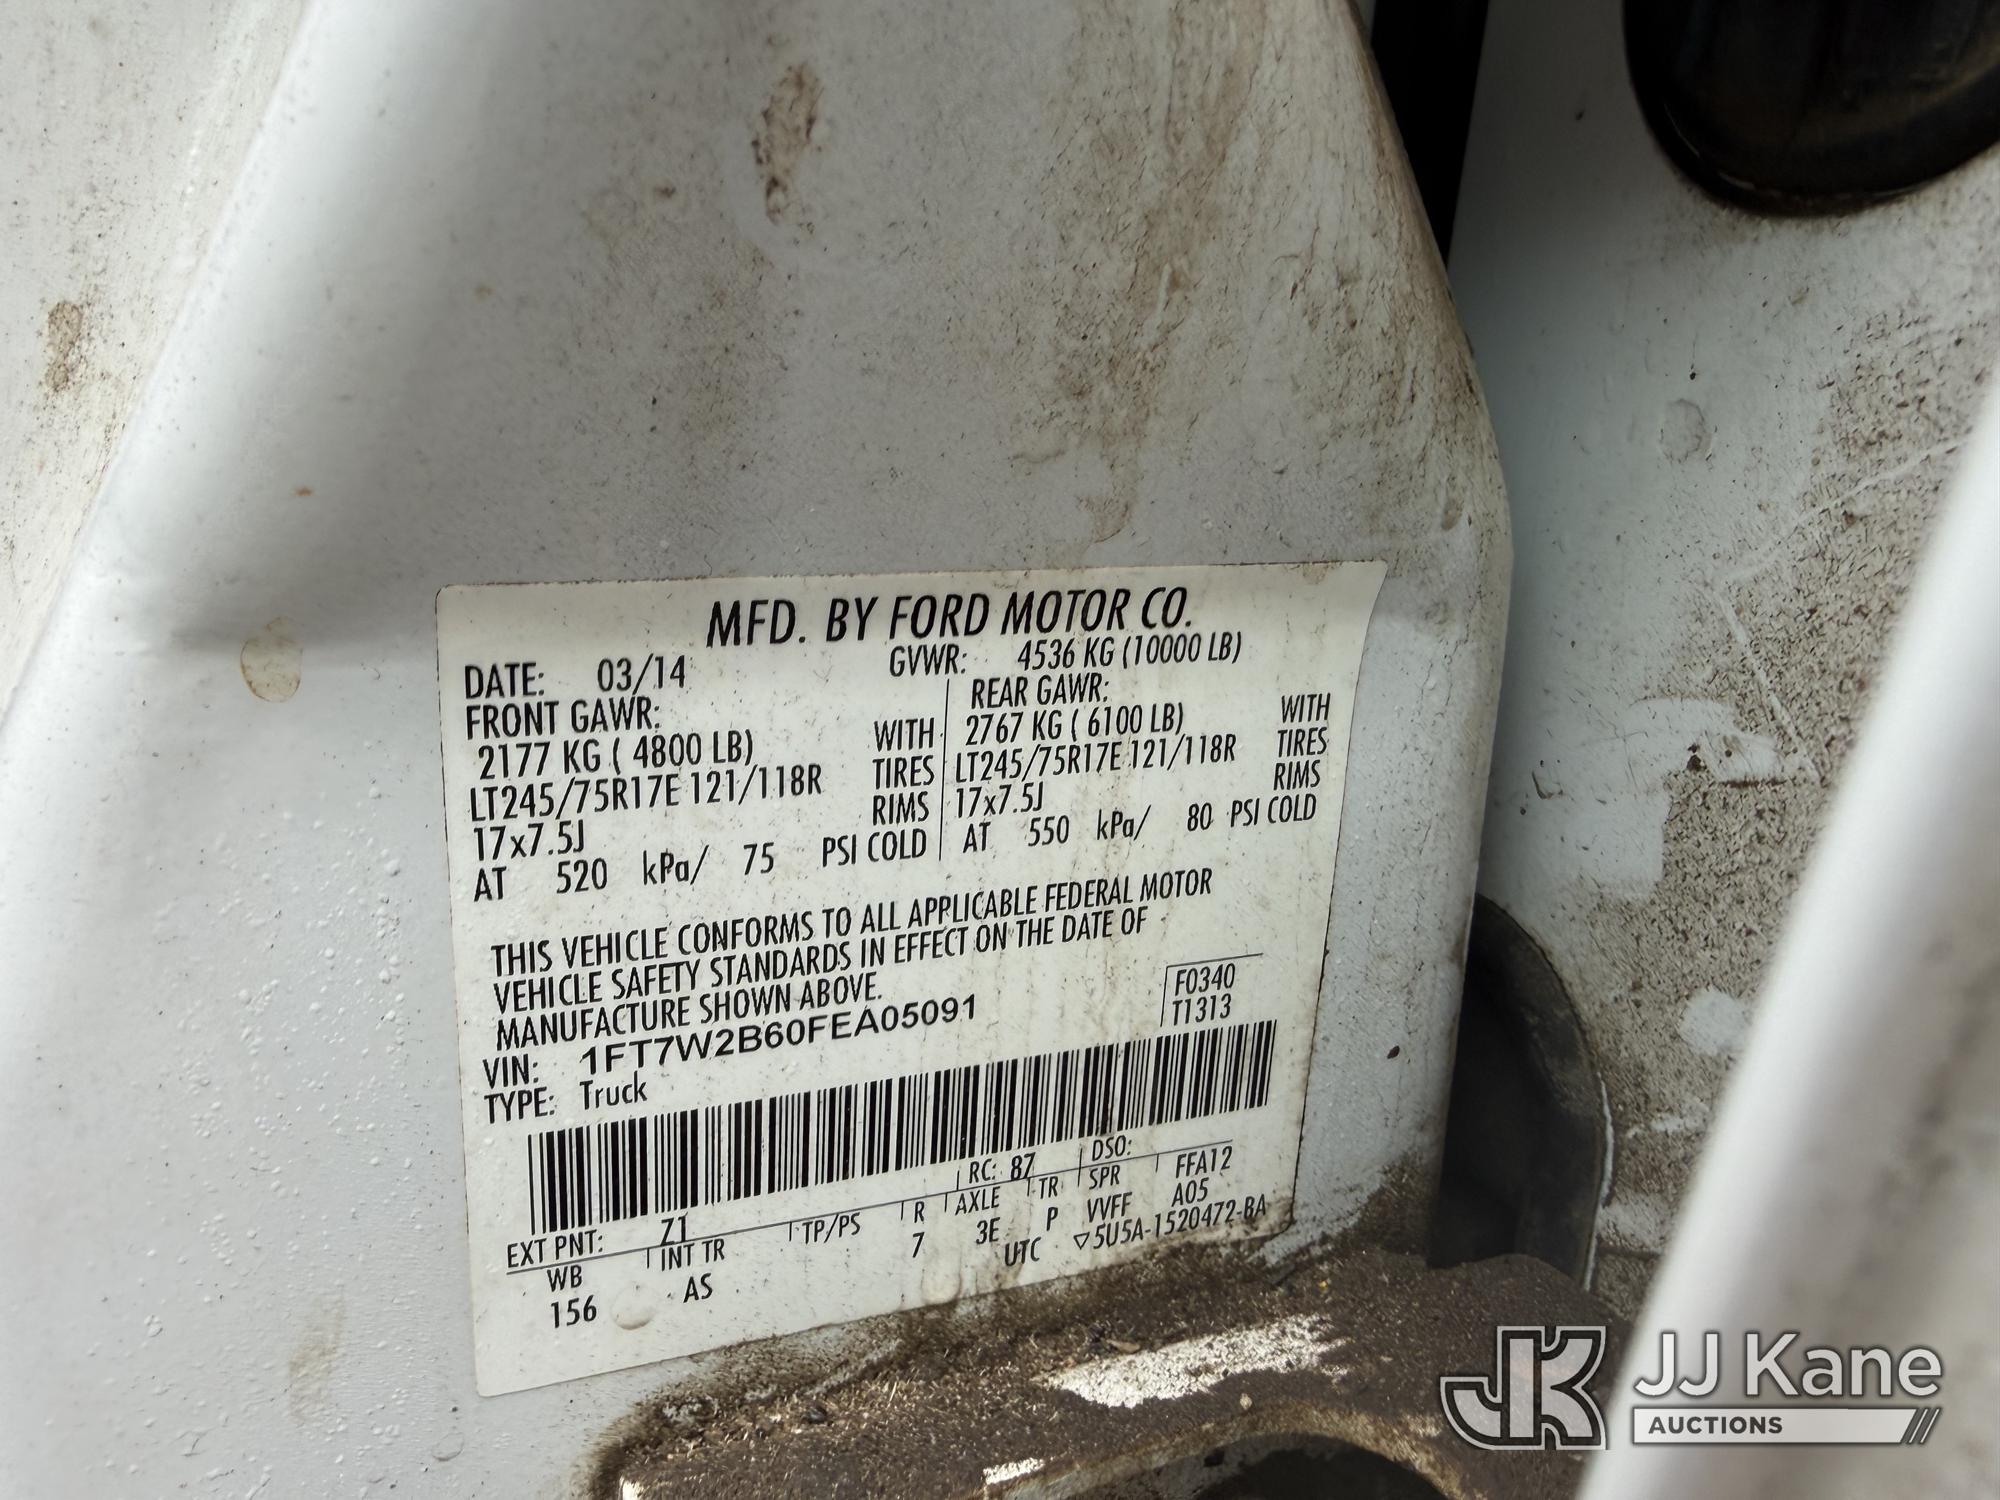 MFD. BY FORD MOTOR CO.
DATE: 03/14 GVWR: 4536 KG (10000 LB)
FRONT GAWR: REAR GAWR:
2177 KG ( 4800 LB) WITH 2767 KG ( 6100 LB) WITH
LT245/75R17E 121/118R TIRES LT245/75R17E 121/118R TIRES
17x7.5J RIMS 17x7.5J RIMS
AT 520 kPa/ 75 PSI COLD AT 550 kPa/ 80 PSI COLD
THIS VEHICLE CONFORMS TO ALL APPLICABLE FEDERAL MOTOR
VEHICLE SAFETY STANDARDS IN EFFECT ON THE DATE OF
MANUFACTURE SHOWN ABOVE.
F0340
VIN: 1FT7W2B60FEA05091 T1313
TYPE: Truck
EXT PNT: Z1 RC: 87 DSO:
WB INT TR TP/PS R AXLE TR SPR FFA12
156 AS 7 3E P VVFF A05
UTC ▽5U5A-1520472-BA
JK JJ Kane
AUCTIONS